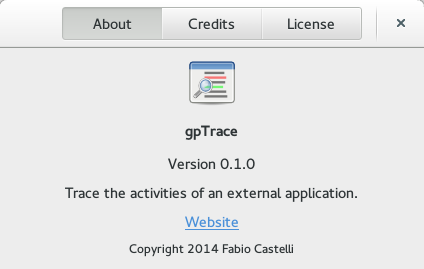 About Credits License
gpTrace
Version 0.1.0
Trace the activities of an external application.
Website
Copyright 2014 Fabio Castelli